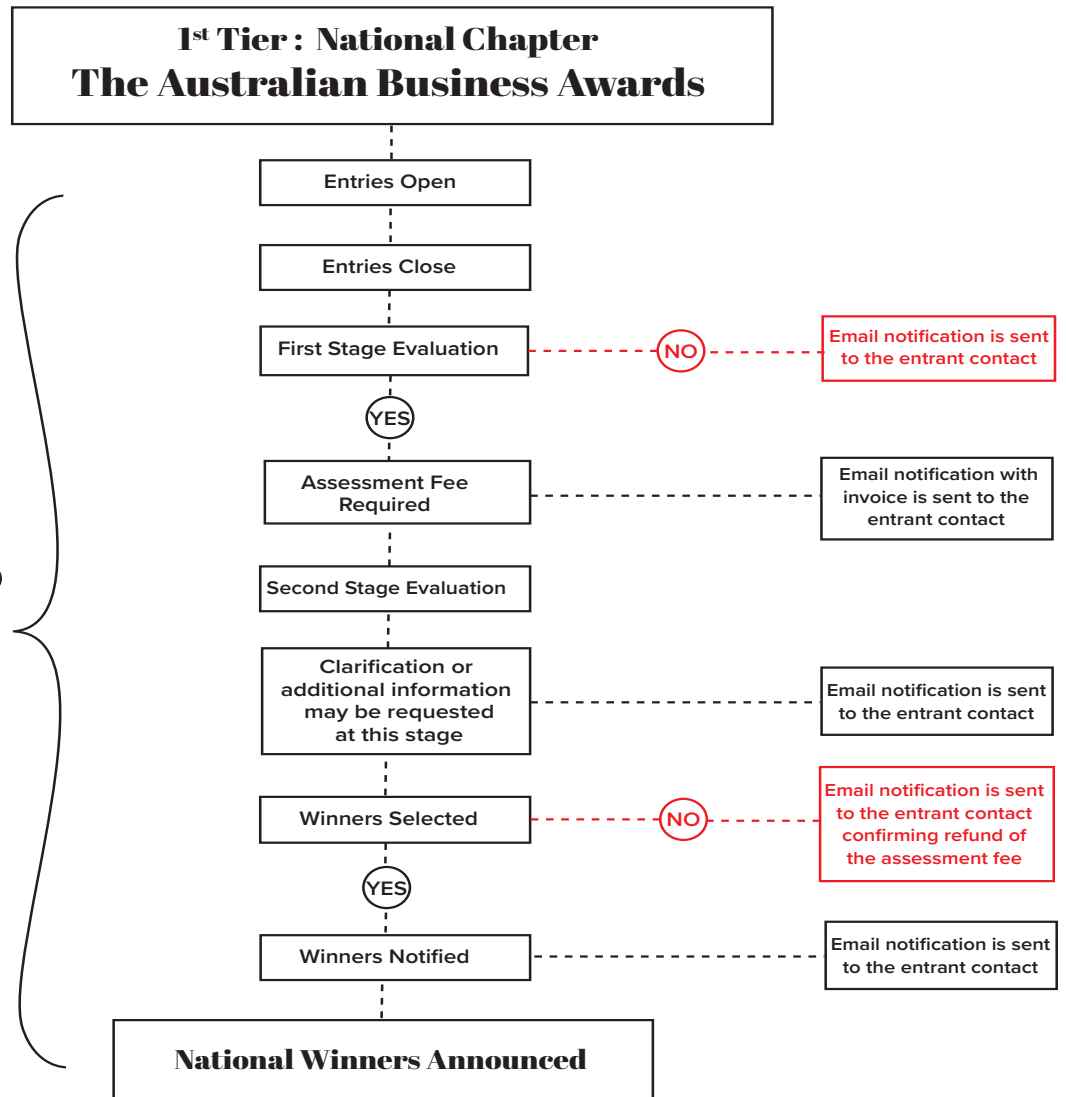 1st Tier : National Chapter
The Australian Business Awards
Entries Open
Entries Close
First Stage Evaluation
NO
Email notification is sent
to the entrant contact
YES
Assessment Fee
Required
Email notification with
invoice is sent to the
entrant contact
Second Stage Evaluation
Clarification or
additional information
may be requested
at this stage
Email notification is sent
to the entrant contact
Winners Selected
NO
Email notification is sent
to the entrant contact
confirming refund of
the assessment fee
YES
Winners Notified
Email notification is sent
to the entrant contact
National Winners Announced